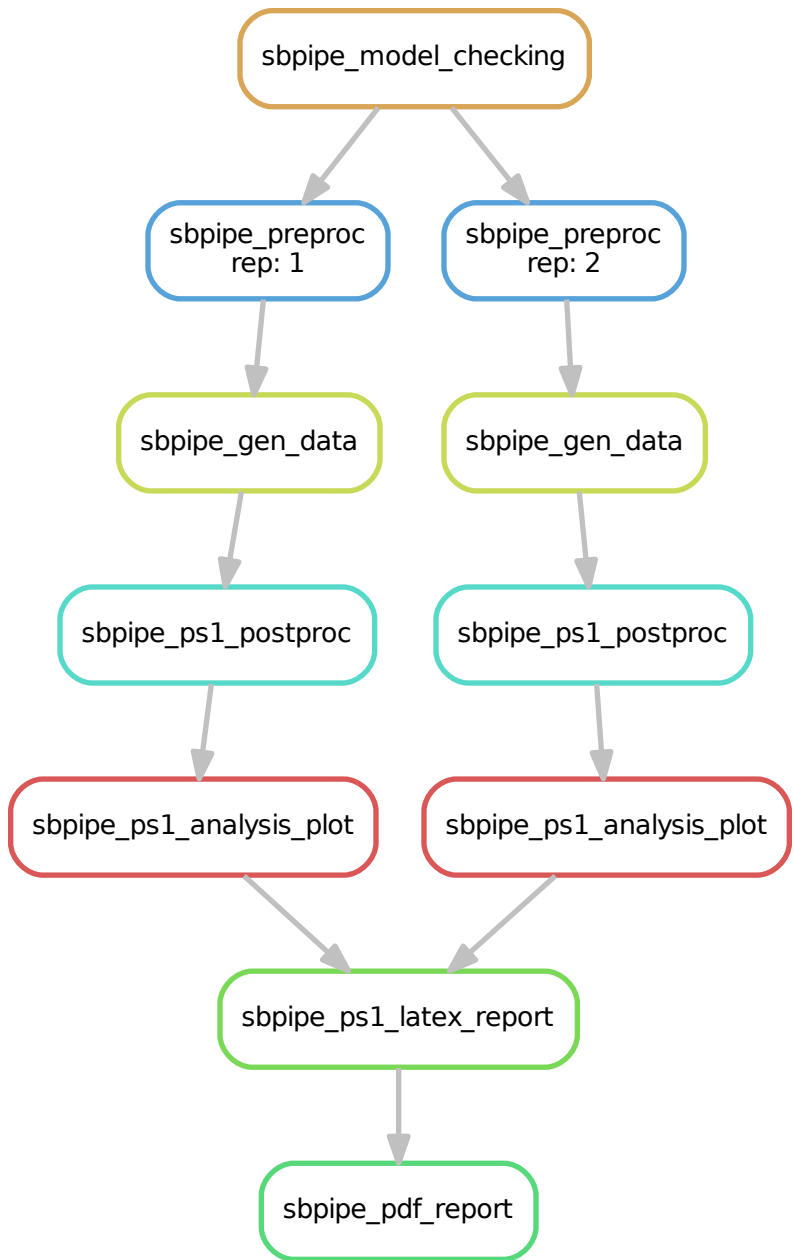 sbpipe_model_checking
sbpipe_preproc
rep: 1
sbpipe_preproc
rep: 2
sbpipe_gen_data
sbpipe_gen_data
sbpipe_ps1_postproc
sbpipe_ps1_postproc
sbpipe_ps1_analysis_plot
sbpipe_ps1_analysis_plot
sbpipe_ps1_latex_report
sbpipe_pdf_report